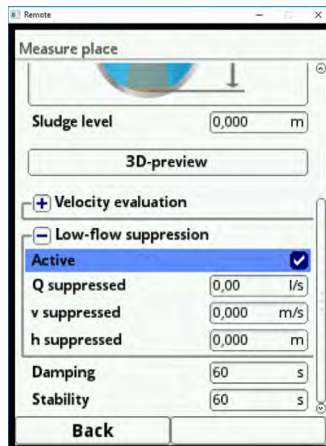 Remote
Measure place
Sludge level 0,000 m
3D-preview
Velocity evaluation
Low-flow suppression
Active
Q suppressed 0,00 l/s
v suppressed 0,000 m/s
h suppressed 0,000 m
Damping 60 s
Stability 60 s
Back